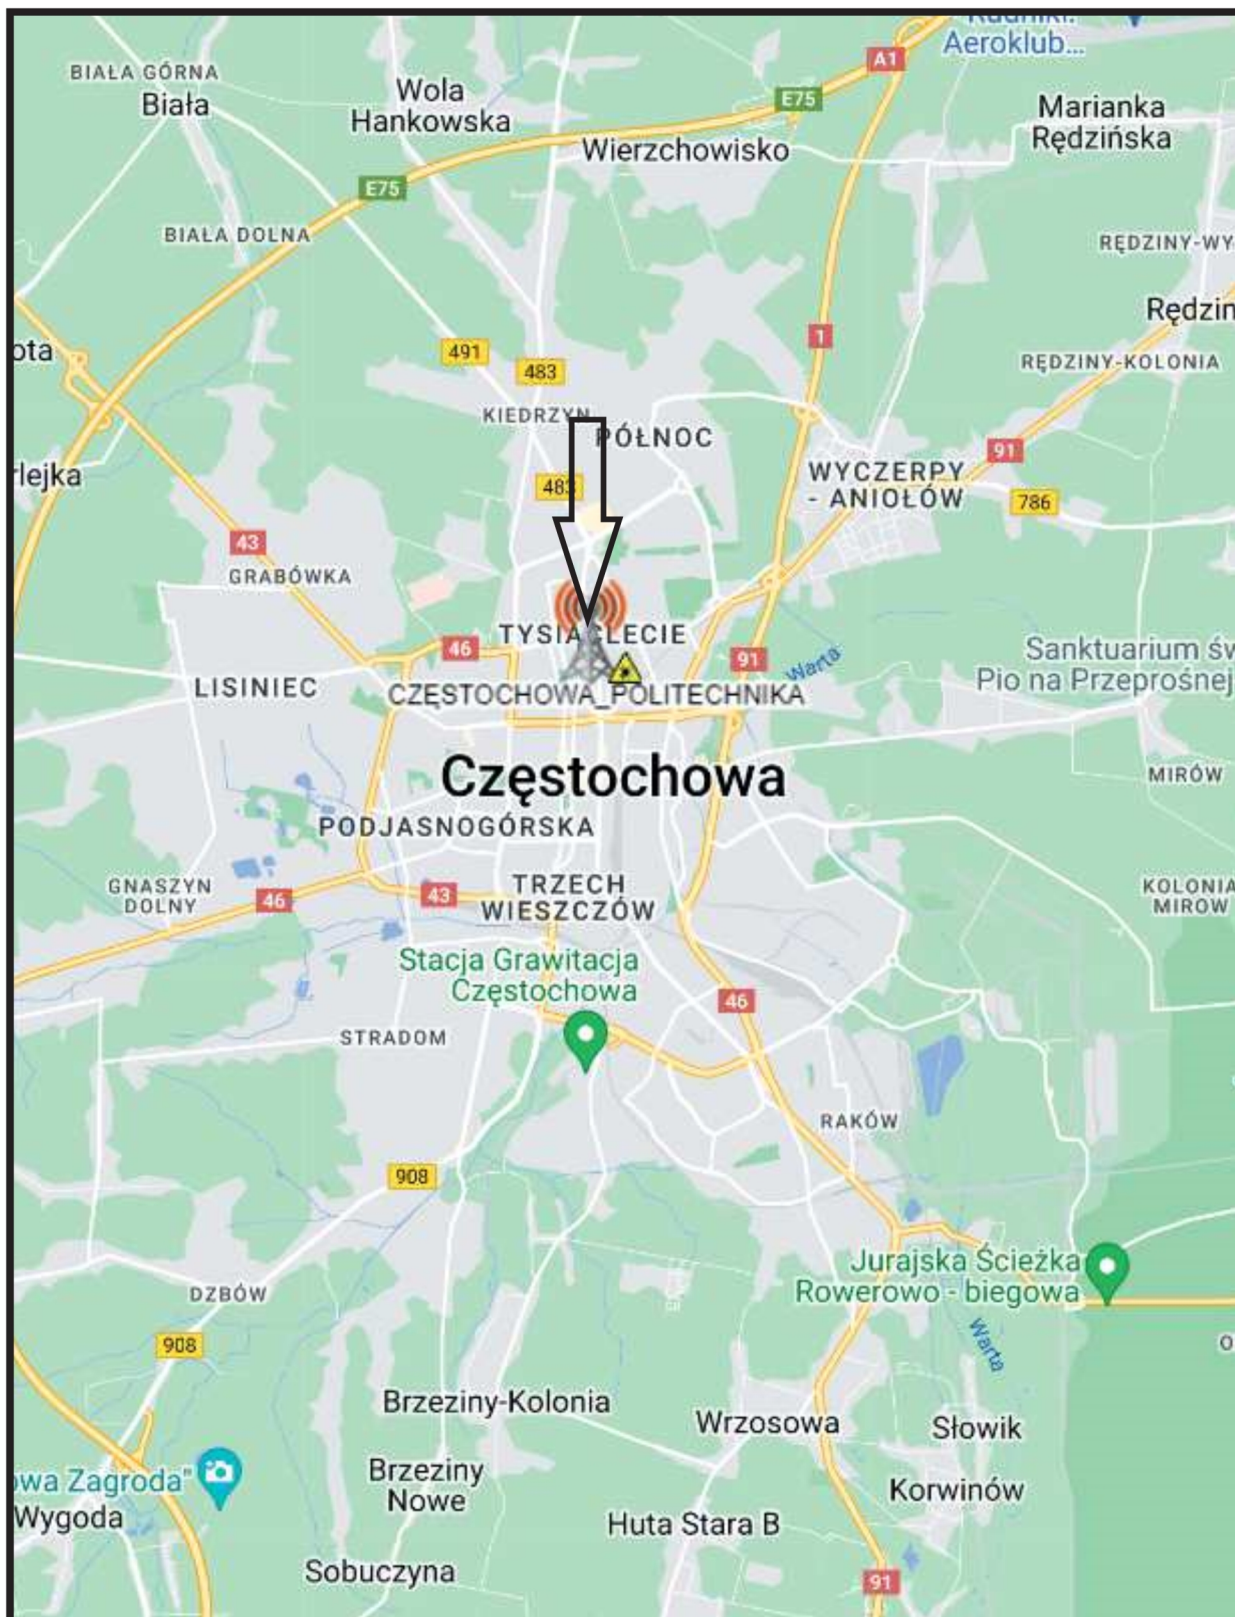 Rudniki.
Aeroklub...
A1
BIAŁA GÓRNA
Biała
Wola
Hankowska
E75
Marianka
Rędzińska
Wierzchowisko
E75
BIAŁA DOLNA
RĘDZINY-WY
Rędzin
ota
491
483
1
RĘDZINY-KOLONIA
KIEDRZYN
PÓŁNOC
91
rlejka
483
WYCZERPY
- ANIOŁÓW
786
43
GRABÓWKA
46
TYSIĄCLECIE
91
Warta
Sanktuarium św
Pio na Przeprośnej
LISINIEC
CZĘSTOCHOWA_POLITECHNIKA
Częstochowa
MIRÓW
PODJASNOGÓRSKA
GNASZYN
DOLNY
46
43
TRZECH
WIESZCZÓW
KOLONIA
MIROW
Stacja Grawitacja
Częstochowa
46
STRADOM
RAKÓW
908
Jurajska Ścieżka
Rowerowo - biegowa
DZBÓW
908
Warta
O
Brzeziny-Kolonia
Wrzosowa
Słowik
owa Zagroda"
Wygoda
Brzeziny
Nowe
Korwinów
Huta Stara B
Sobuczyna
91